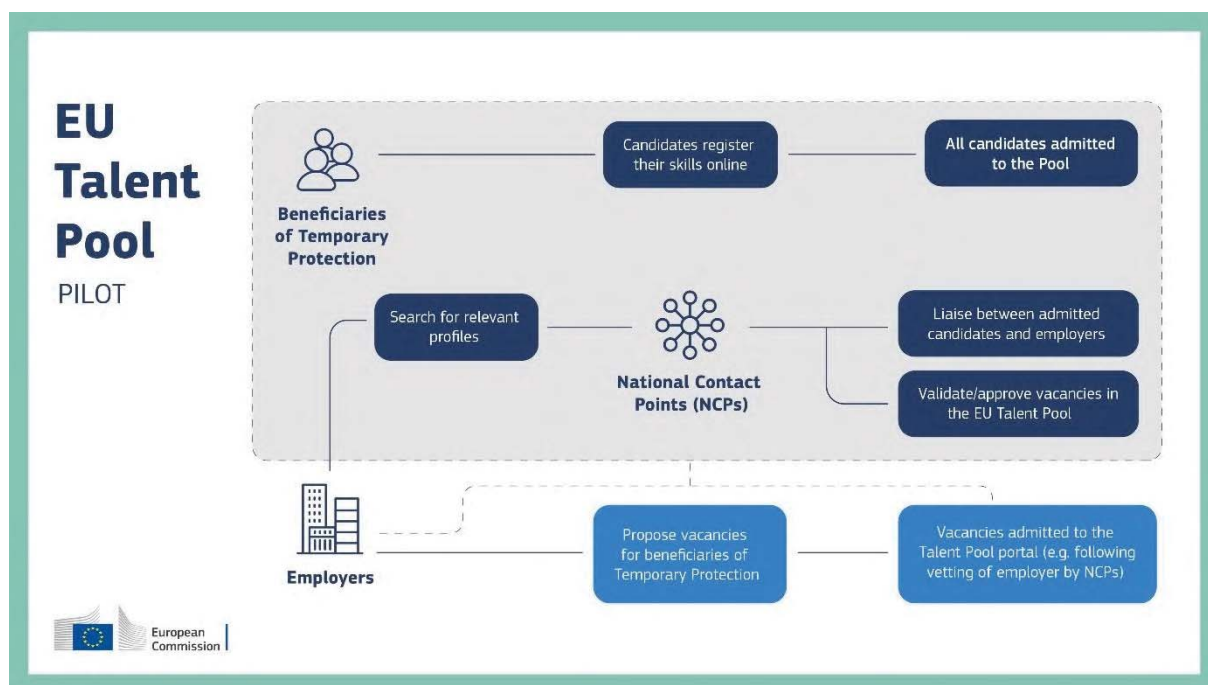 EU
Talent
Pool
PILOT
Beneficiaries
of Temporary
Protection
Candidates register
their skills online
All candidates admitted
to the Pool
Search for relevant
profiles
National Contact
Points (NCPs)
Liaise between admitted
candidates and employers
Validate/approve vacancies in
the EU Talent Pool
Employers
Propose vacancies
for beneficiaries of
Temporary Protection
Vacancies admitted to the
Talent Pool portal (e.g. following
vetting of employer by NCPs)
European
Commission